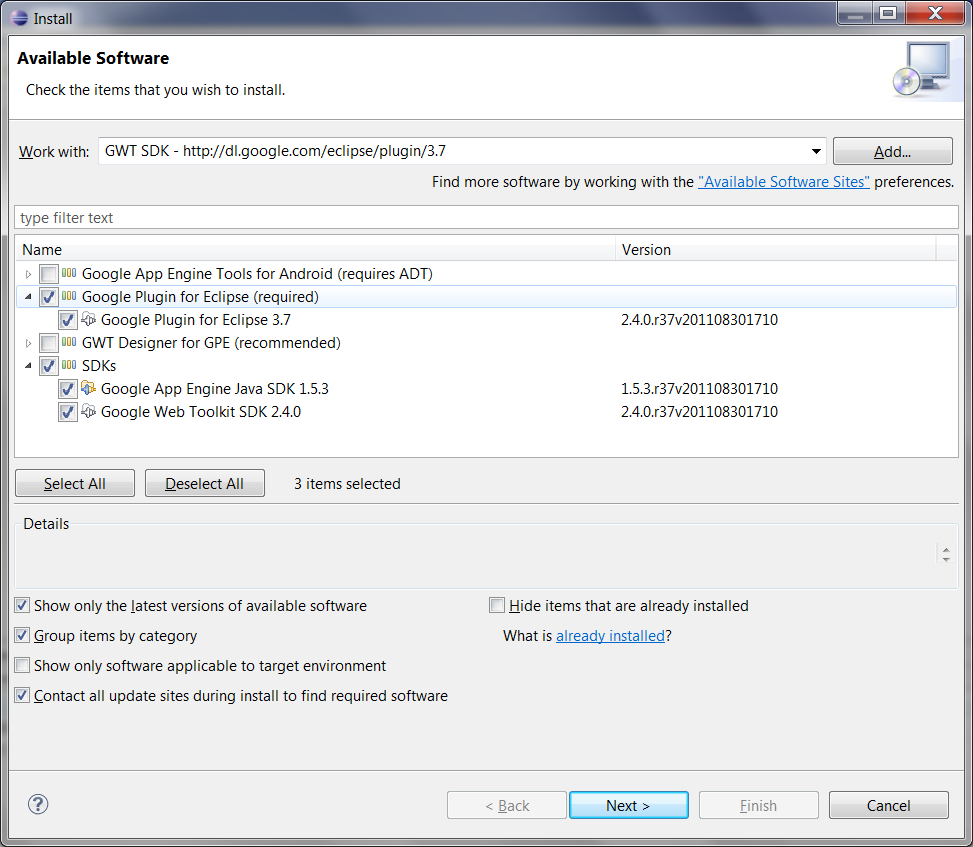 Install
Available Software
Check the items that you wish to install.
Work with: GWT SDK - http://dl.google.com/eclipse/plugin/3.7 Add...
Find more software by working with the "Available Software Sites" preferences.
type filter text
Name Version
Google App Engine Tools for Android (requires ADT)
Google Plugin for Eclipse (required)
Google Plugin for Eclipse 3.7 2.4.0.r37v201108301710
GWT Designer for GPE (recommended)
SDKs
Google App Engine Java SDK 1.5.3 1.5.3.r37v201108301710
Google Web Toolkit SDK 2.4.0 2.4.0.r37v201108301710
Select All Deselect All 3 items selected
Details
Show only the latest versions of available software Hide items that are already installed
Group items by category What is already installed?
Show only software applicable to target environment
Contact all update sites during install to find required software
? < Back Next > Finish Cancel